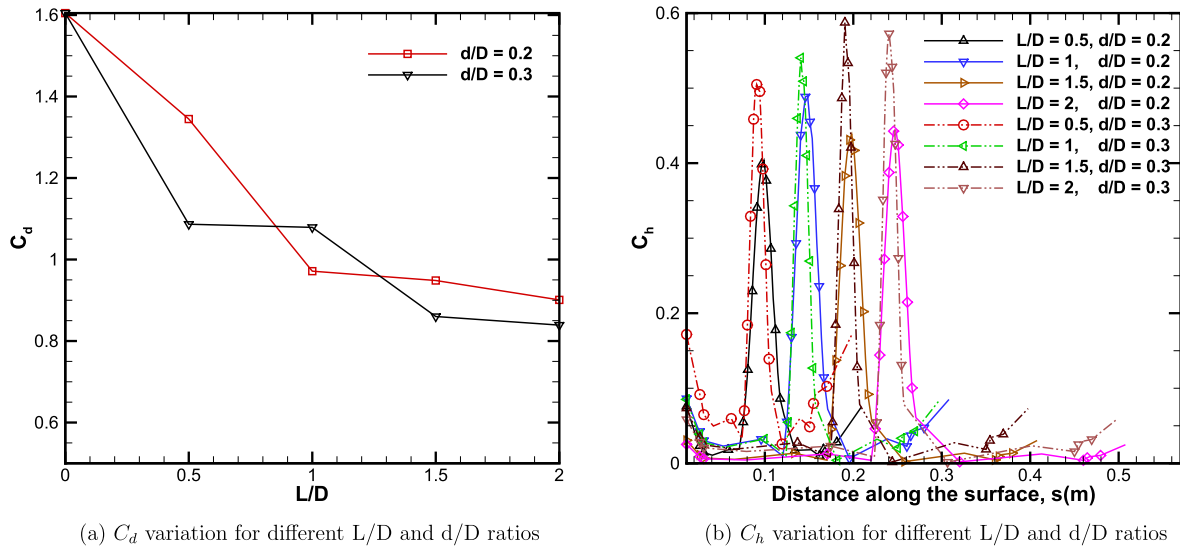 C_d
1.6
1.4
1.2
1
0.8
0.6
0
0.5
1
1.5
2
L/D
d/D = 0.2
d/D = 0.3
(a) C_d variation for different L/D and d/D ratios
C_h
0.6
0.4
0.2
0
0.1
0.2
0.3
0.4
0.5
Distance along the surface, s(m)
L/D = 0.5, d/D = 0.2
L/D = 1, d/D = 0.2
L/D = 1.5, d/D = 0.2
L/D = 2, d/D = 0.2
L/D = 0.5, d/D = 0.3
L/D = 1, d/D = 0.3
L/D = 1.5, d/D = 0.3
L/D = 2, d/D = 0.3
(b) C_h variation for different L/D and d/D ratios